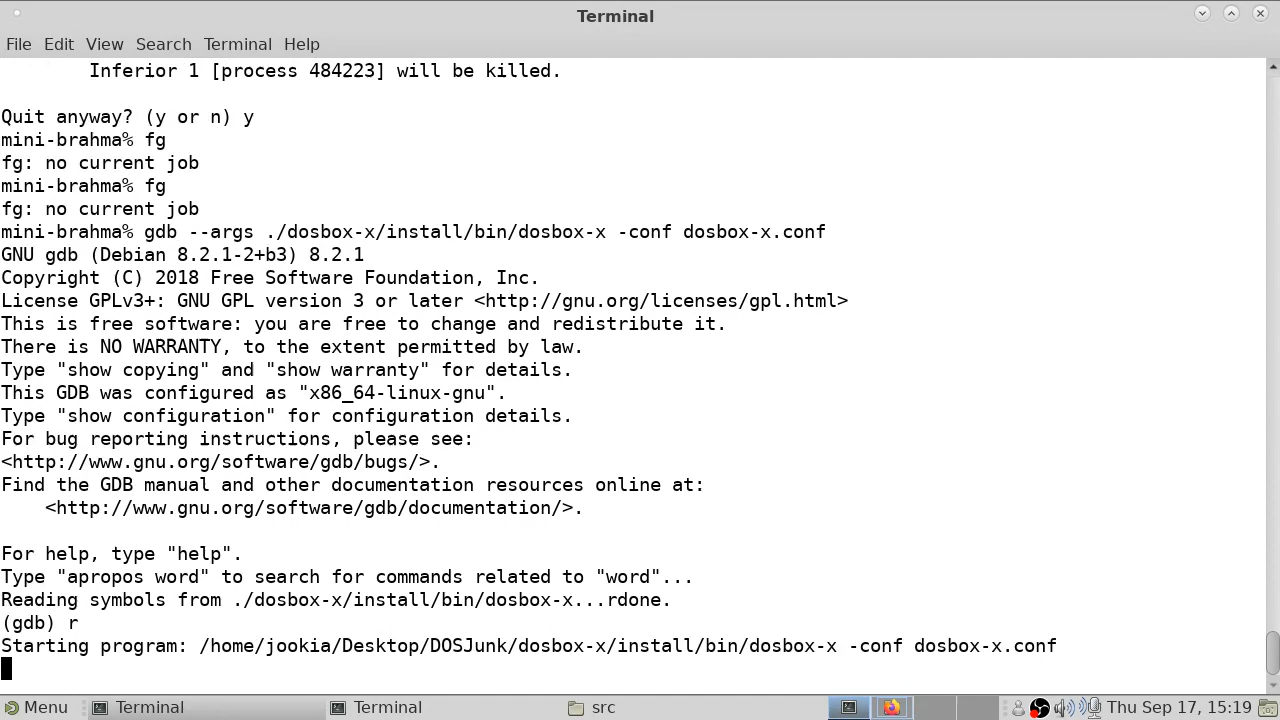 Terminal
File Edit View Search Terminal Help
Inferior 1 [process 484223] will be killed.
Quit anyway? (y or n) y
mini-brahma% fg
fg: no current job
mini-brahma% fg
fg: no current job
mini-brahma% gdb --args ./dosbox-x/install/bin/dosbox-x -conf dosbox-x.conf
GNU gdb (Debian 8.2.1-2+b3) 8.2.1
Copyright (C) 2018 Free Software Foundation, Inc.
License GPLv3+: GNU GPL version 3 or later <http://gnu.org/licenses/gpl.html>
This is free software: you are free to change and redistribute it.
There is NO WARRANTY, to the extent permitted by law.
Type "show copying" and "show warranty" for details.
This GDB was configured as "x86_64-linux-gnu".
Type "show configuration" for configuration details.
For bug reporting instructions, please see:
<http://www.gnu.org/software/gdb/bugs/>.
Find the GDB manual and other documentation resources online at:
<http://www.gnu.org/software/gdb/documentation/>.
For help, type "help".
Type "apropos word" to search for commands related to "word"...
Reading symbols from ./dosbox-x/install/bin/dosbox-x...rdone.
(gdb) r
Starting program: /home/jookia/Desktop/DOSJunk/dosbox-x/install/bin/dosbox-x -conf dosbox-x.conf
Menu Terminal Terminal src Thu Sep 17, 15:19